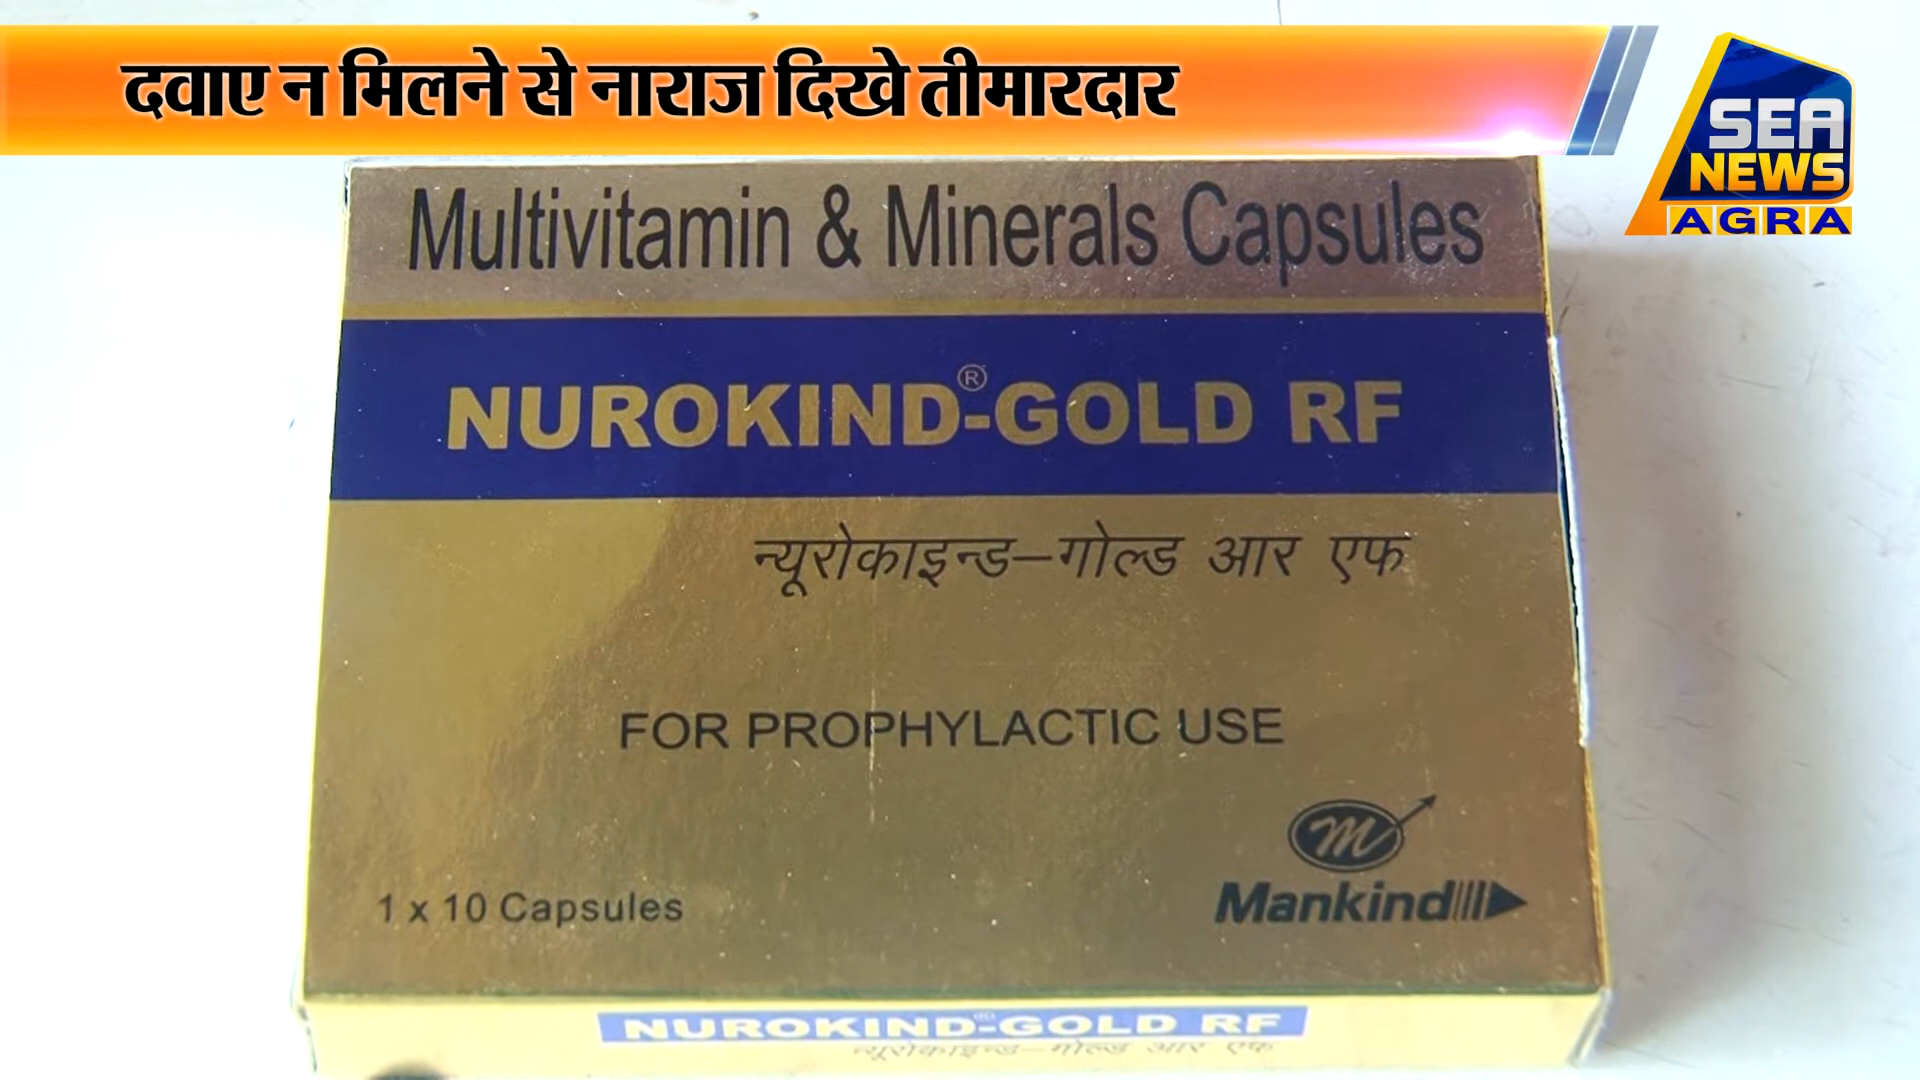 दवाए न मिलने से नाराज दिखे तीमारदार
SEA
NEWS
AGRA
Multivitamin & Minerals Capsules
NUROKIND®-GOLD RF
न्यूरोकाइन्ड–गोल्ड आर एफ
FOR PROPHYLACTIC USE
1 x 10 Capsules
Mankind
NUROKIND®-GOLD RF
न्यूरोकाइन्ड–गोल्ड आर एफ